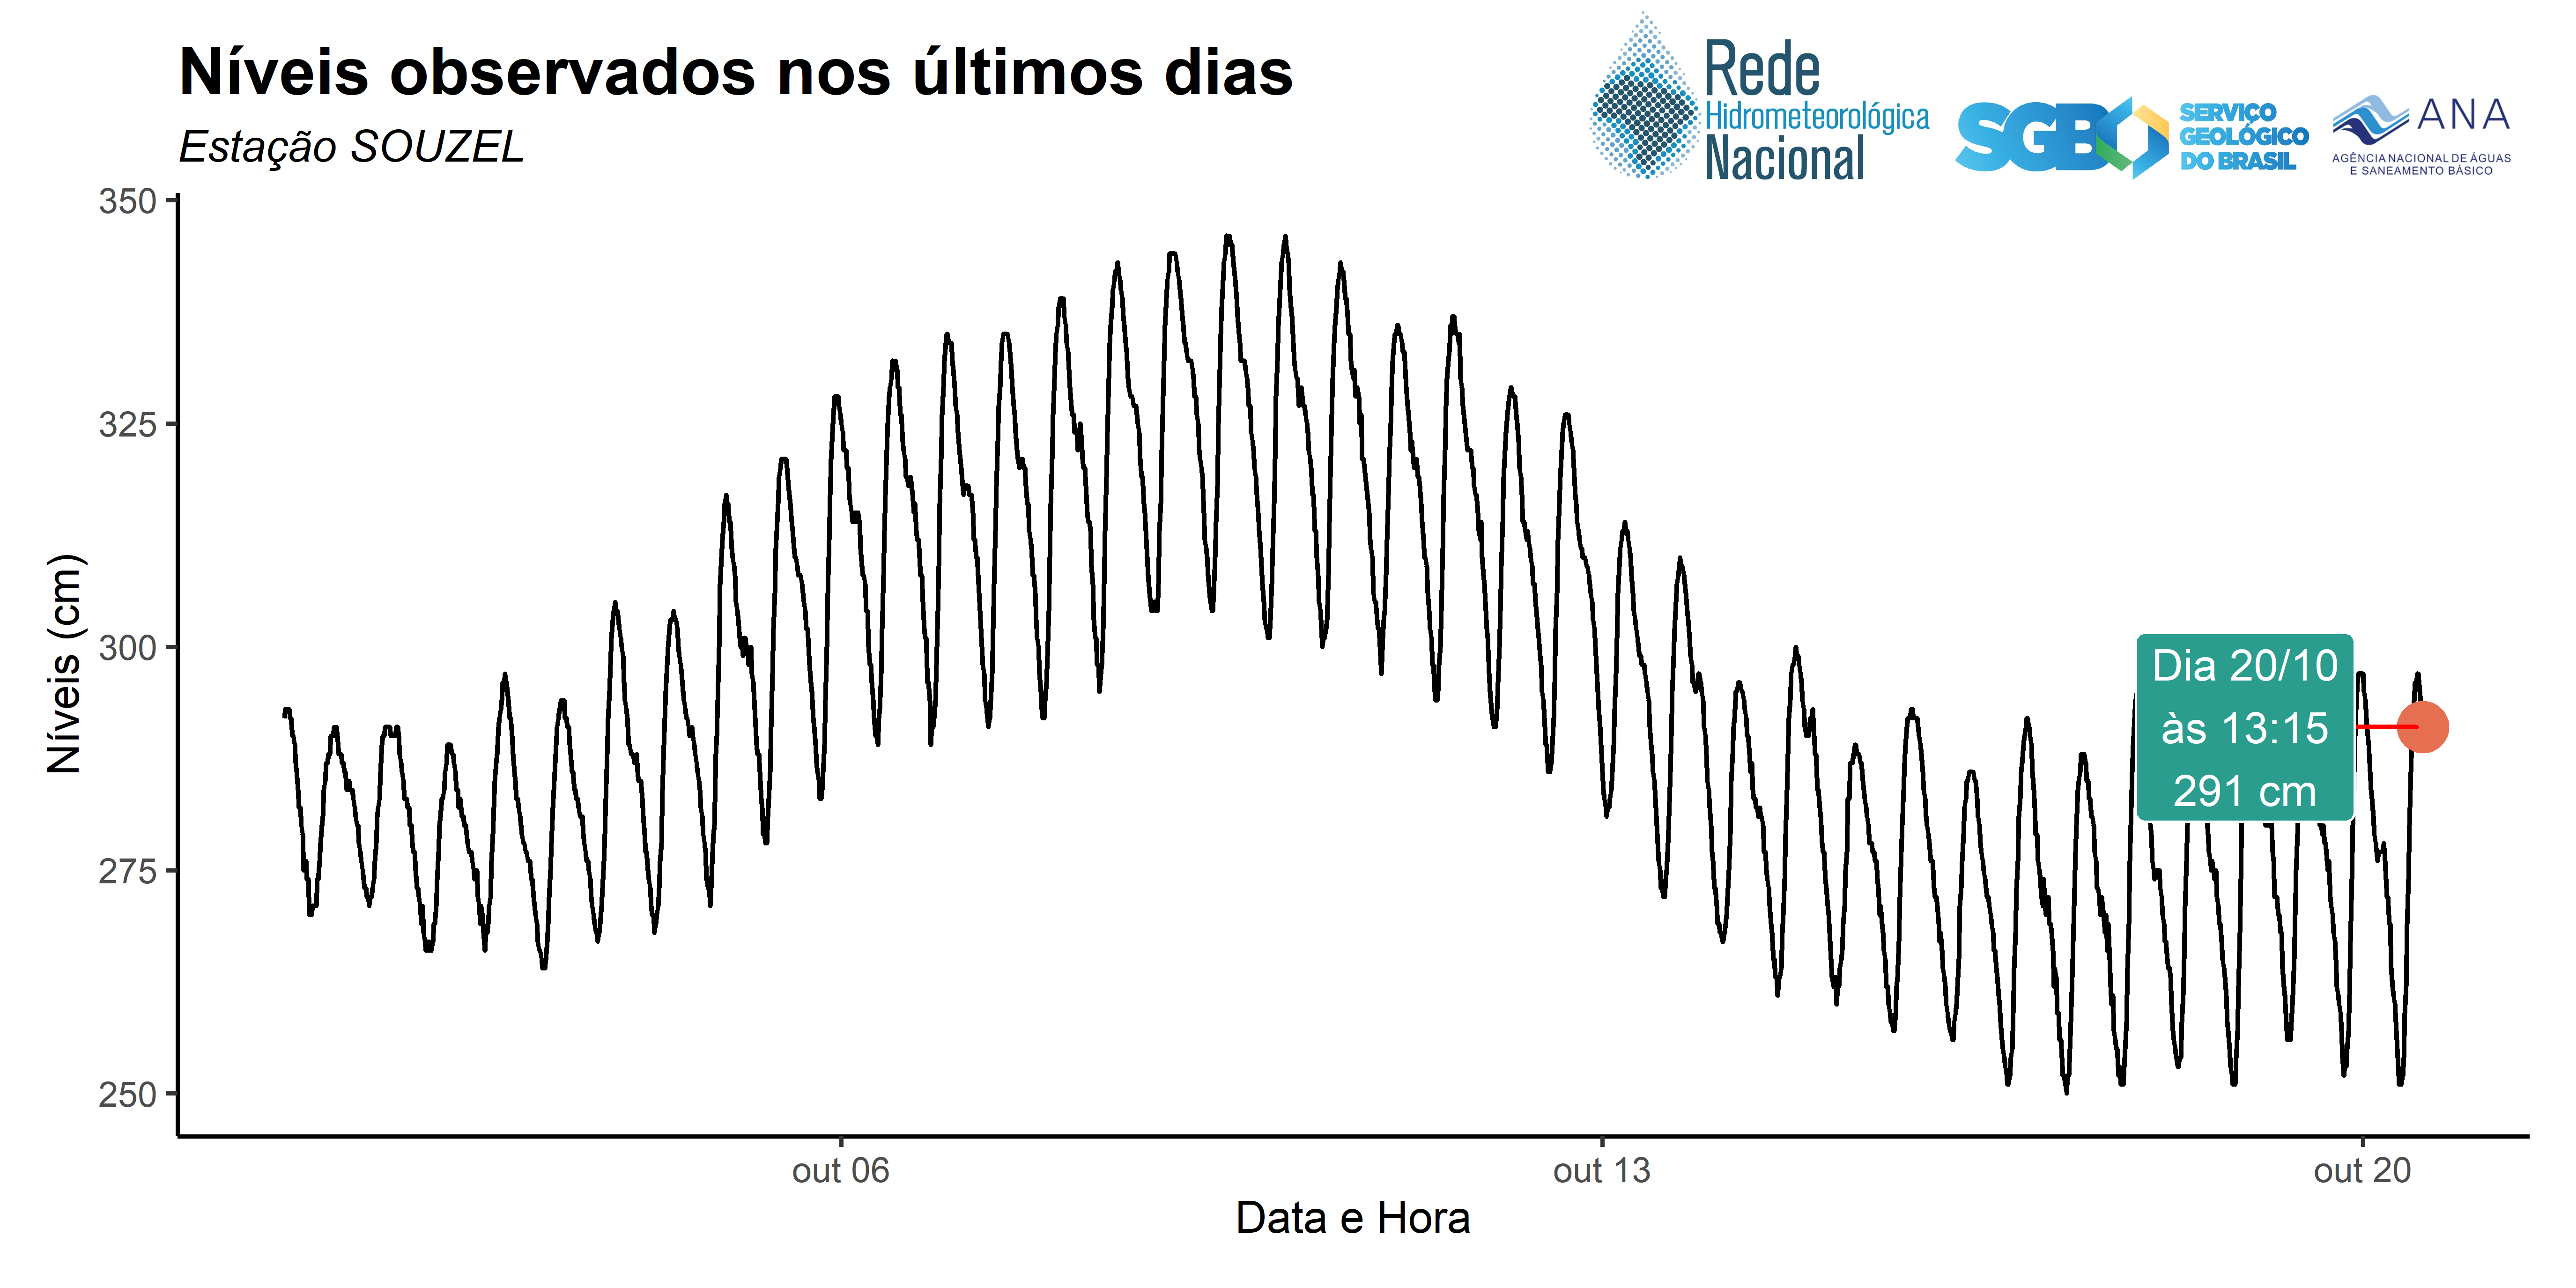 Níveis observados nos últimos dias
Estação SOUZEL
Rede
Hidrometeorológica
Nacional
SGB
SERVIÇO
GEOLÓGICO
DO BRASIL
ANA
AGÊNCIA NACIONAL DE ÁGUAS
E SANEAMENTO BÁSICO
350
325
300
275
250
Níveis (cm)
Dia 20/10
às 13:15
291 cm
out 06
out 13
out 20
Data e Hora